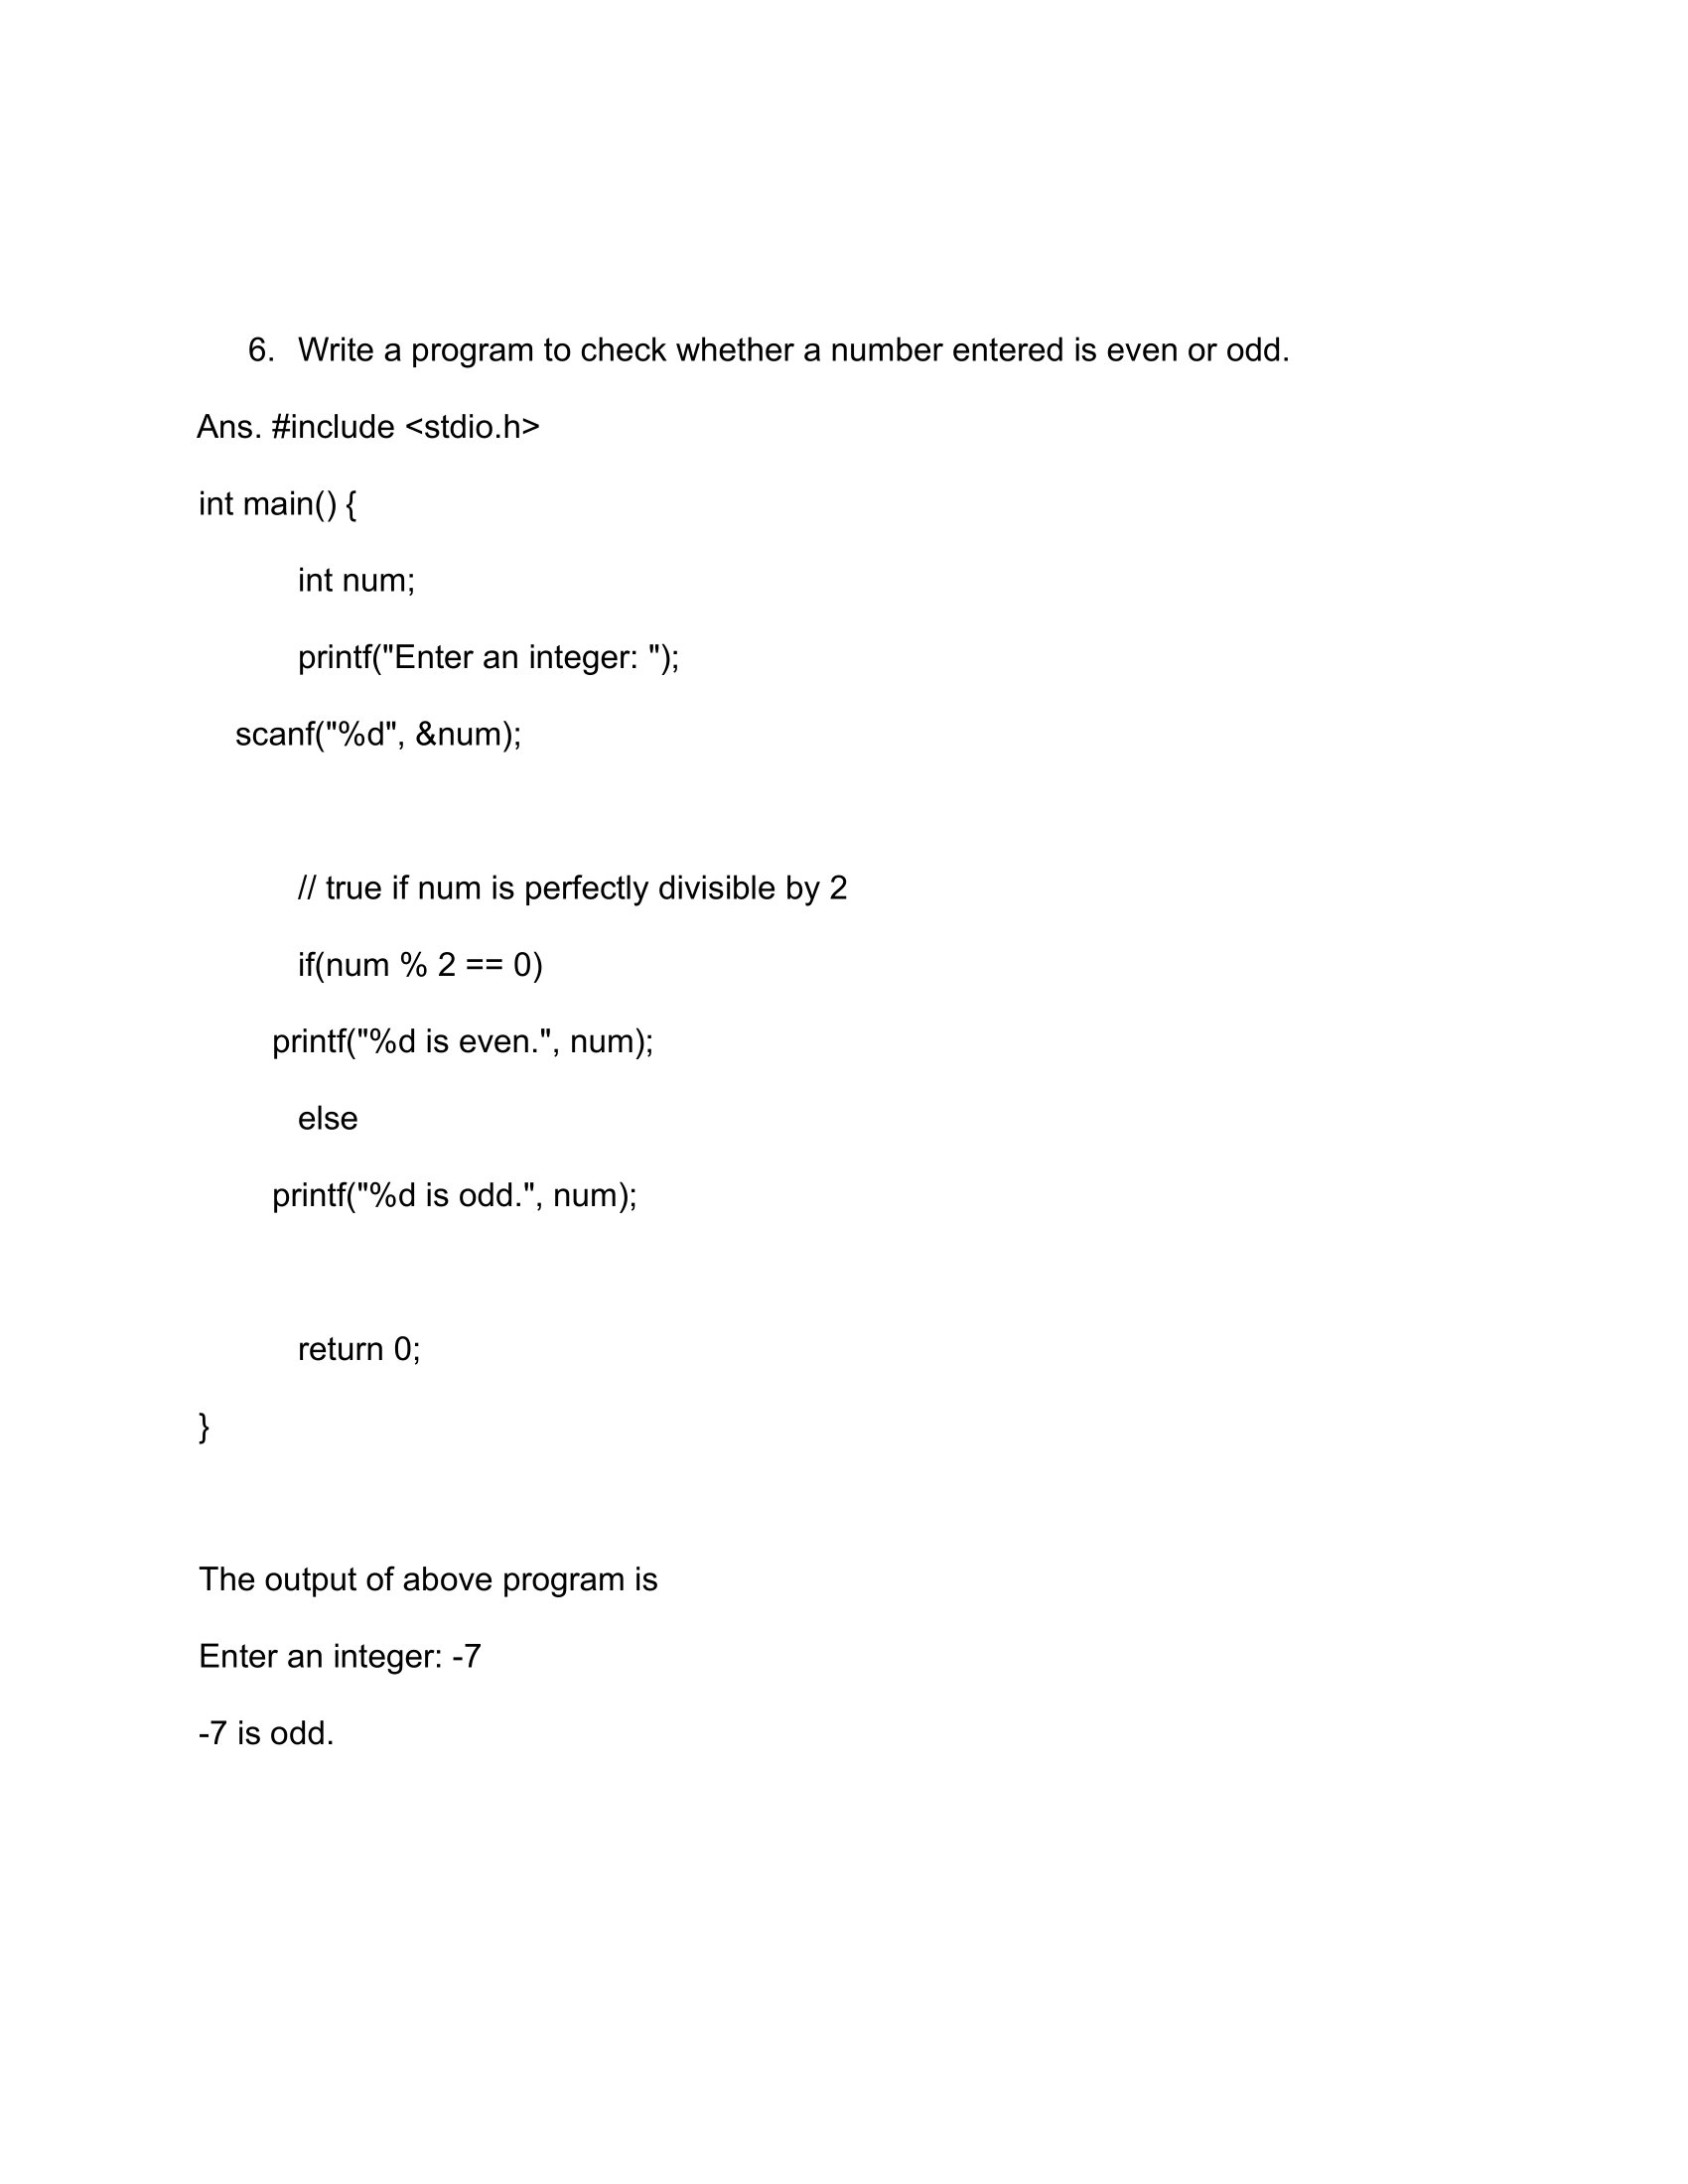 6. Write a program to check whether a number entered is even or odd.
Ans. #include <stdio.h>
int main() {
int num;
printf("Enter an integer: ");
scanf("%d", &num);
// true if num is perfectly divisible by 2
if(num % 2 == 0)
printf("%d is even.", num);
else
printf("%d is odd.", num);
return 0;
}
The output of above program is
Enter an integer: -7
-7 is odd.